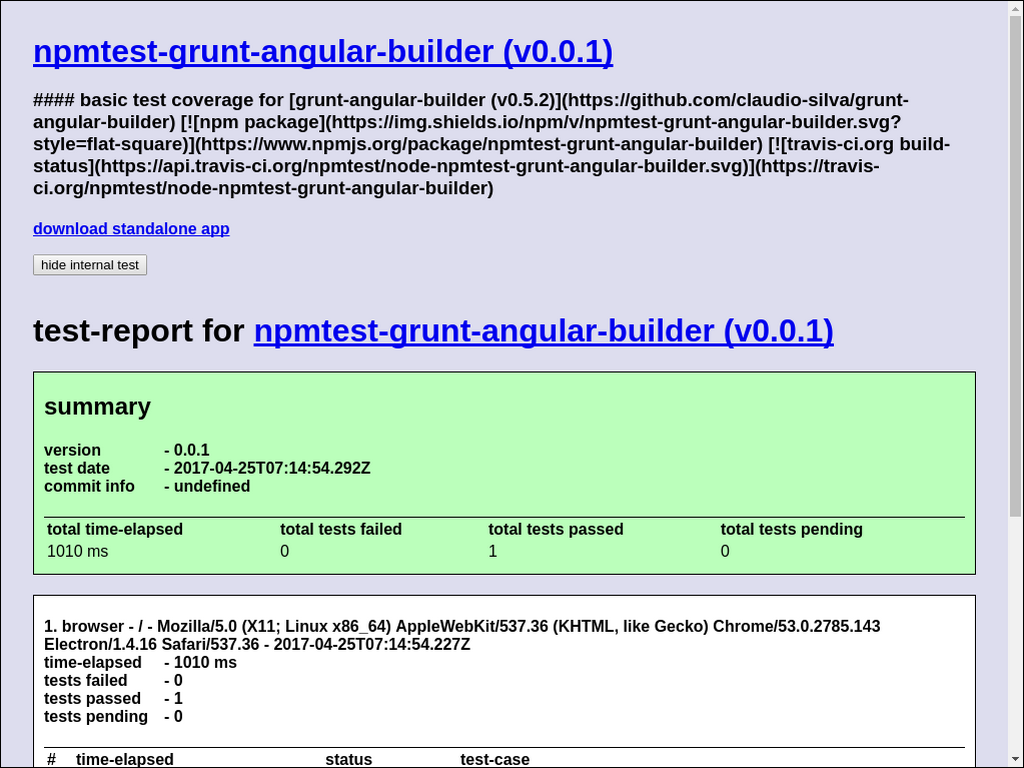 npmtest-grunt-angular-builder (v0.0.1)
#### basic test coverage for [grunt-angular-builder (v0.5.2)](https://github.com/claudio-silva/grunt-
angular-builder) [![npm package](https://img.shields.io/npm/v/npmtest-grunt-angular-builder.svg?
style=flat-square)](https://www.npmjs.org/package/npmtest-grunt-angular-builder) [![travis-ci.org build-
status](https://api.travis-ci.org/npmtest/node-npmtest-grunt-angular-builder.svg)](https://travis-
ci.org/npmtest/node-npmtest-grunt-angular-builder)
download standalone app
hide internal test
test-report for npmtest-grunt-angular-builder (v0.0.1)
summary
version - 0.0.1
test date - 2017-04-25T07:14:54.292Z
commit info - undefined
total time-elapsed total tests failed total tests passed total tests pending
1010 ms 0 1 0
1. browser - / - Mozilla/5.0 (X11; Linux x86_64) AppleWebKit/537.36 (KHTML, like Gecko) Chrome/53.0.2785.143
Electron/1.4.16 Safari/537.36 - 2017-04-25T07:14:54.227Z
time-elapsed - 1010 ms
tests failed - 0
tests passed - 1
tests pending - 0
# time-elapsed status test-case